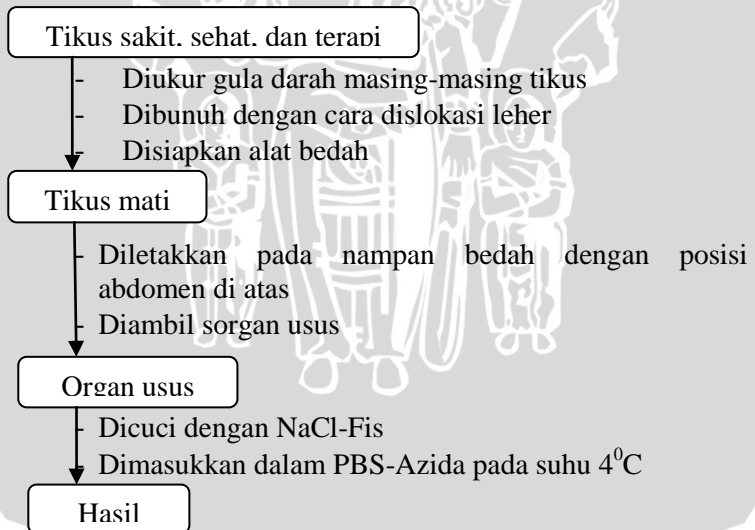 Tikus sakit, sehat, dan terapi
- Diukur gula darah masing-masing tikus
- Dibunuh dengan cara dislokasi leher
- Disiapkan alat bedah
Tikus mati
- Diletakkan pada nampan bedah dengan posisi
abdomen di atas
- Diambil sorgan usus
Organ usus
- Dicuci dengan NaCl-Fis
- Dimasukkan dalam PBS-Azida pada suhu 4⁰C
Hasil